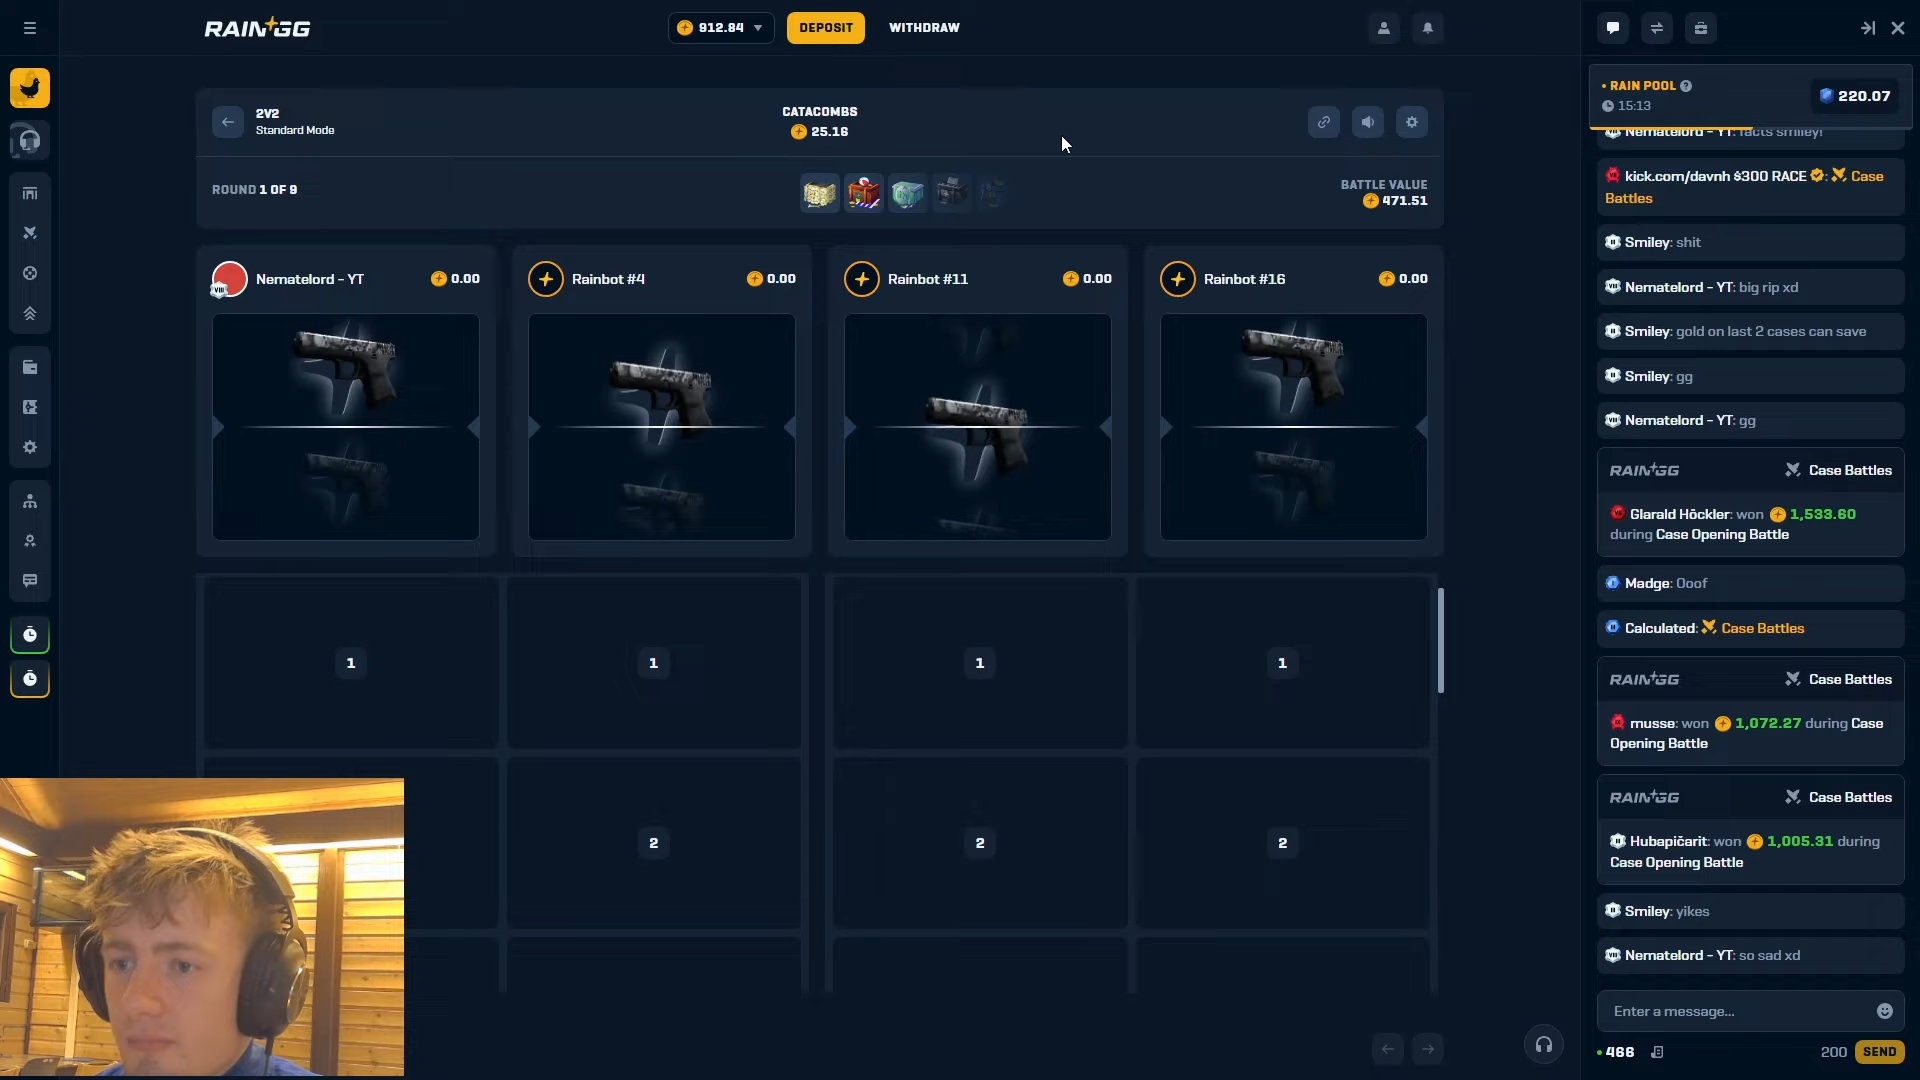 RAIN GG
912.84
DEPOSIT
WITHDRAW
2V2
Standard Mode
CATACOMBS
25.16
ROUND 1 OF 9
BATTLE VALUE
471.51
Nematelord - YT
0.00
Rainbot #4
0.00
Rainbot #11
0.00
Rainbot #16
0.00
1
1
1
1
2
2
2
RAIN POOL
15:13
220.07
Nematelord - YT: facts smiley!
kick.com/davnh $300 RACE : Case
Battles
Smiley: shit
Nematelord - YT: big rip xd
Smiley: gold on last 2 cases can save
Smiley: gg
Nematelord - YT: gg
RAIN GG Case Battles
Glarald Höckler: won 1,533.60
during Case Opening Battle
Madge: Ooof
Calculated: Case Battles
RAIN GG Case Battles
musse: won 1,072.27 during Case
Opening Battle
RAIN GG Case Battles
Hubapičarit: won 1,005.31 during
Case Opening Battle
Smiley: yikes
Nematelord - YT: so sad xd
Enter a message...
466
200
SEND